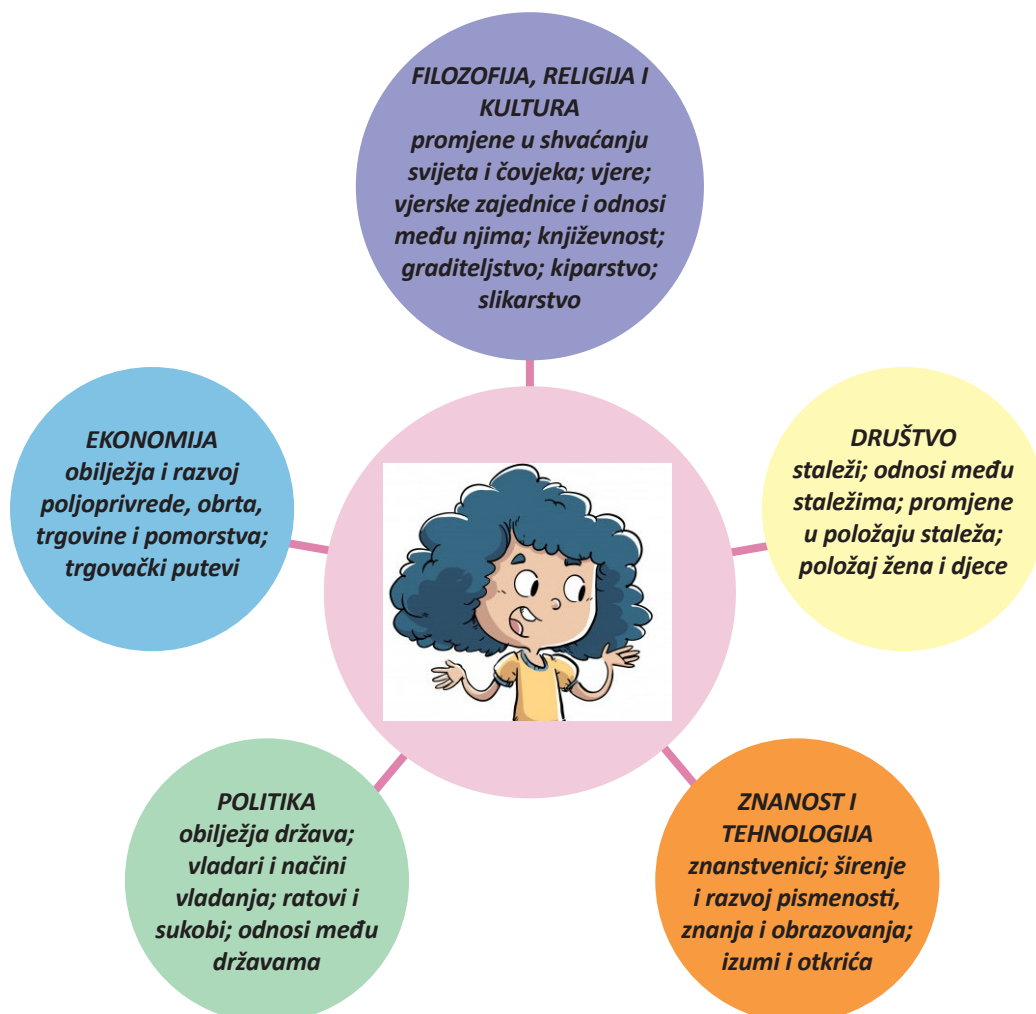 FILOZOFIJA, RELIGIJA I
KULTURA
promjene u shvaćanju
svijeta i čovjeka; vjere;
vjerske zajednice i odnosi
među njima; književnost;
graditeljstvo; kiparstvo;
slikarstvo
EKONOMIJA
obilježja i razvoj
poljoprivrede, obrta,
trgovine i pomorstva;
trgovački putevi
DRUŠTVO
staleži; odnosi među
staležima; promjene
u položaju staleža;
položaj žena i djece
POLITIKA
obilježja država;
vladari i načini
vladanja; ratovi i
sukobi; odnosi među
državama
ZNANOST I
TEHNOLOGIJA
znanstvenici; širenje
i razvoj pismenosti,
znanja i obrazovanja;
izumi i otkrića